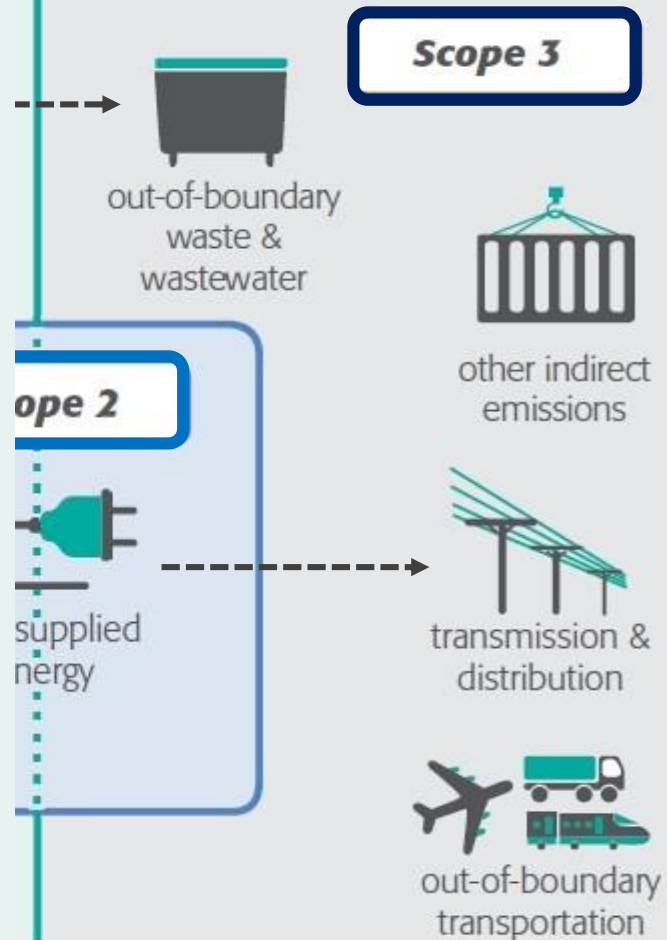 Scope 3
out-of-boundary
waste &
wastewater
other indirect
emissions
ope 2
supplied
nergy
transmission &
distribution
out-of-boundary
transportation